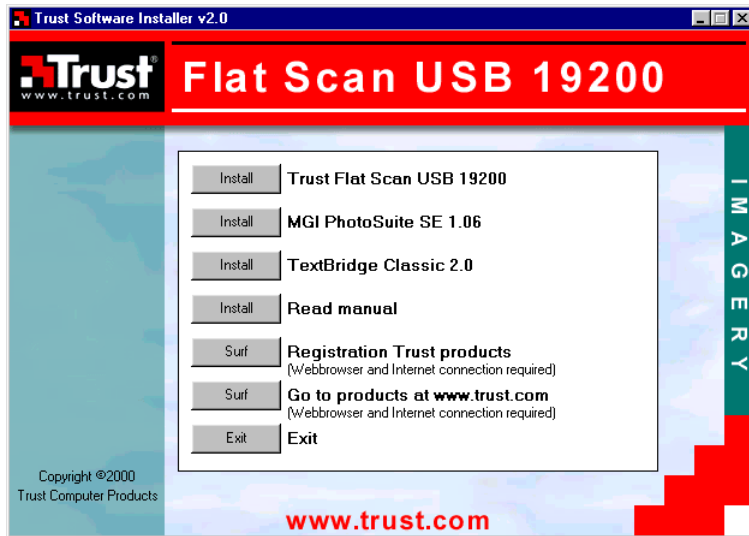 Trust Software Installer v2.0
Trust
www.trust.com
Flat Scan USB 19200
Install Trust Flat Scan USB 19200
Install MGI PhotoSuite SE 1.06
Install TextBridge Classic 2.0
Install Read manual
Surf Registration Trust products
(Webbrowser and Internet connection required)
Surf Go to products at www.trust.com
(Webbrowser and Internet connection required)
Exit Exit
IMAGERY
Copyright ©2000
Trust Computer Products
www.trust.com